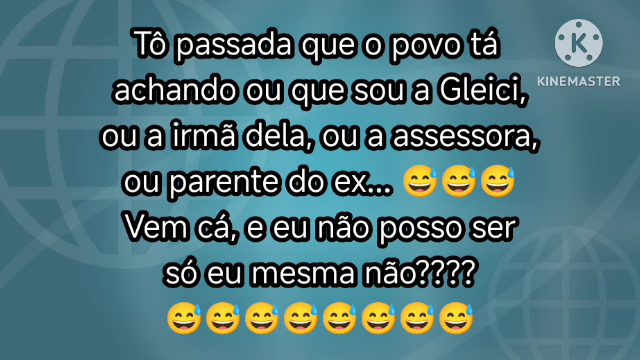 Tô passada que o povo tá
achando ou que sou a Gleici,
ou a irmã dela, ou a assessora,
ou parente do ex... 😅😅😅
Vem cá, e eu não posso ser
só eu mesma não????
😅😅😅😅😅😅😅😅
KINEMASTER